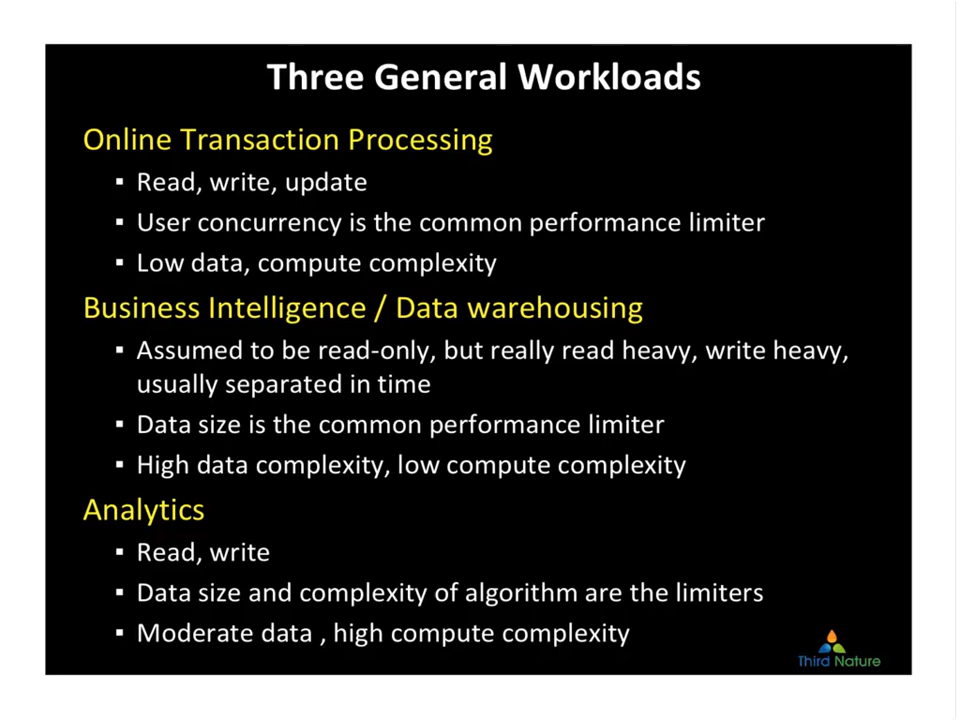 Three General Workloads
Online Transaction Processing
▪ Read, write, update
▪ User concurrency is the common performance limiter
▪ Low data, compute complexity
Business Intelligence / Data warehousing
▪ Assumed to be read-only, but really read heavy, write heavy,
usually separated in time
▪ Data size is the common performance limiter
▪ High data complexity, low compute complexity
Analytics
▪ Read, write
▪ Data size and complexity of algorithm are the limiters
▪ Moderate data , high compute complexity
Third Nature